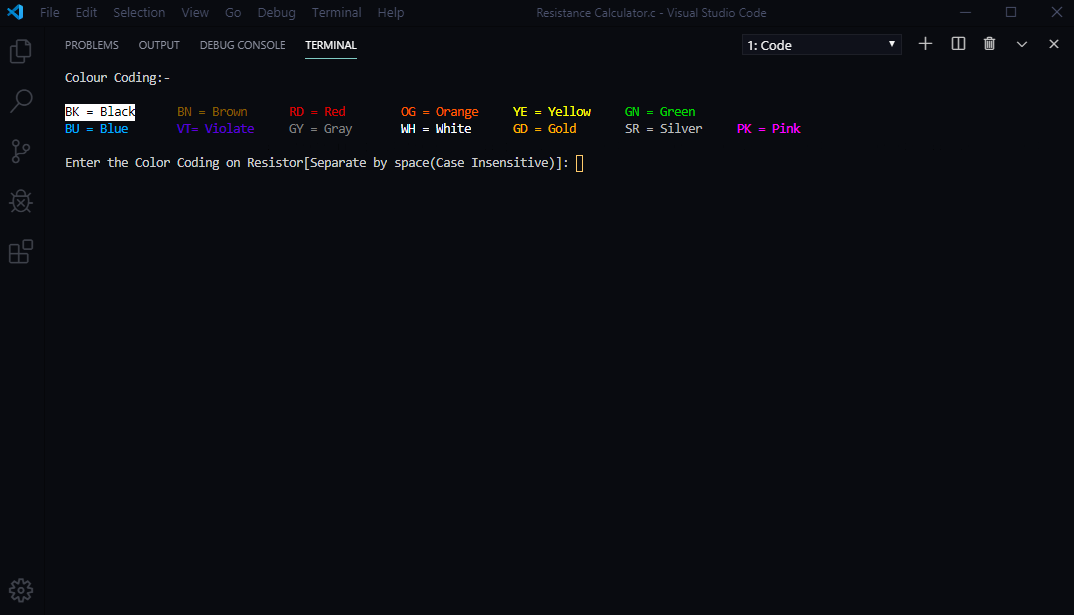 File Edit Selection View Go Debug Terminal Help Resistance Calculator.c - Visual Studio Code
PROBLEMS OUTPUT DEBUG CONSOLE TERMINAL 1: Code
Colour Coding:-
BK = Black BN = Brown RD = Red OG = Orange YE = Yellow GN = Green
BU = Blue VT= Violate GY = Gray WH = White GD = Gold SR = Silver PK = Pink
Enter the Color Coding on Resistor[Separate by space(Case Insensitive)]: